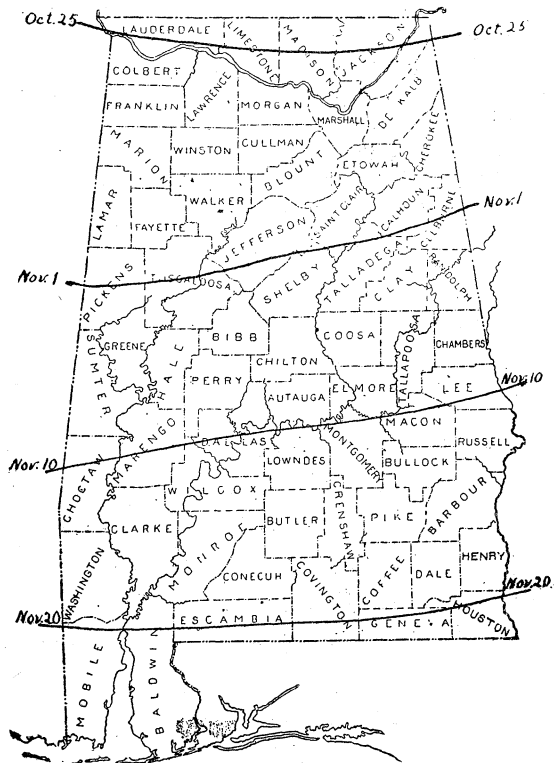 Oct. 25
Oct. 25
LAUDERDALE
LIMESTONE
MADISON
JACKSON
COLBERT
LAWRENCE
FRANKLIN
MORGAN
MARSHALL
DE KALB
MARION
WINSTON
CULLMAN
BLOUNT
ETOWAH
CHEROKEE
LAMAR
FAYETTE
WALKER
JEFFERSON
SAINT CLAIR
CALHOUN
CLEBURNE
Nov. 1
Nov. 1
PICKENS
TUSCALOOSA
SHELBY
TALLADEGA
CLAY
RANDOLPH
GREENE
SUMTER
HALE
BIBB
PERRY
CHILTON
COOSA
TALLAPOOSA
CHAMBERS
AUTAUGA
ELMORE
LEE
Nov. 10
Nov. 10
MARENGO
DALLAS
LOWNDES
MONTGOMERY
MACON
BULLOCK
RUSSELL
CHOCTAW
WILCOX
CLARKE
BUTLER
CRENSHAW
PIKE
BARBOUR
WASHINGTON
MONROE
CONECUH
COVINGTON
COFFEE
DALE
HENRY
Nov. 20
Nov. 20
ESCAMBIA
GENEVA
HOUSTON
MOBILE
BALDWIN